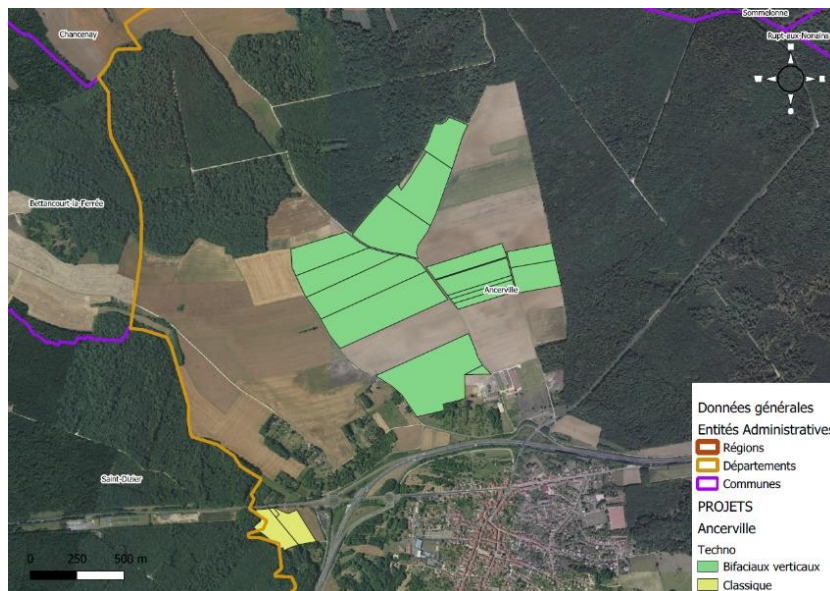 Sommelonne
Chancenay
Rupt-aux-Nonains
Bettancourt-la-Ferrée
Ancerville
Saint-Dizier
0 250 500 m
Données générales
Entités Administratives
Régions
Départements
Communes
PROJETS
Ancerville
Techno
Bifaciaux verticaux
Classique